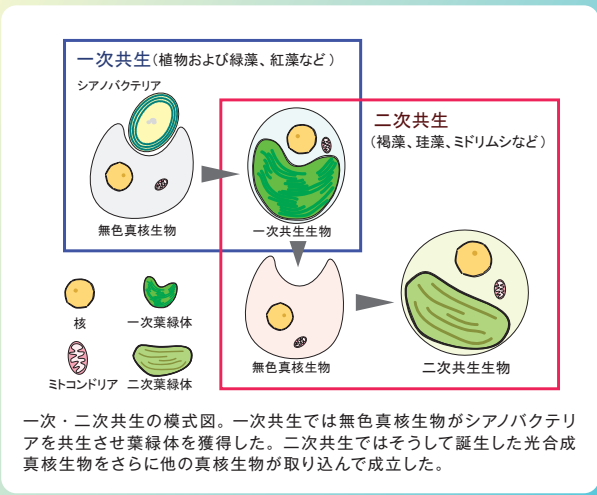 一次共生(植物および緑藻、紅藻など)
シアノバクテリア
無色真核生物
一次共生生物
二次共生
(褐藻、珪藻、ミドリムシなど)
無色真核生物
二次共生生物
核
一次葉緑体
ミトコンドリア
二次葉緑体
一次・二次共生の模式図。一次共生では無色真核生物がシアノバクテリ
アを共生させ葉緑体を獲得した。二次共生ではそうして誕生した光合成
真核生物をさらに他の真核生物が取り込んで成立した。